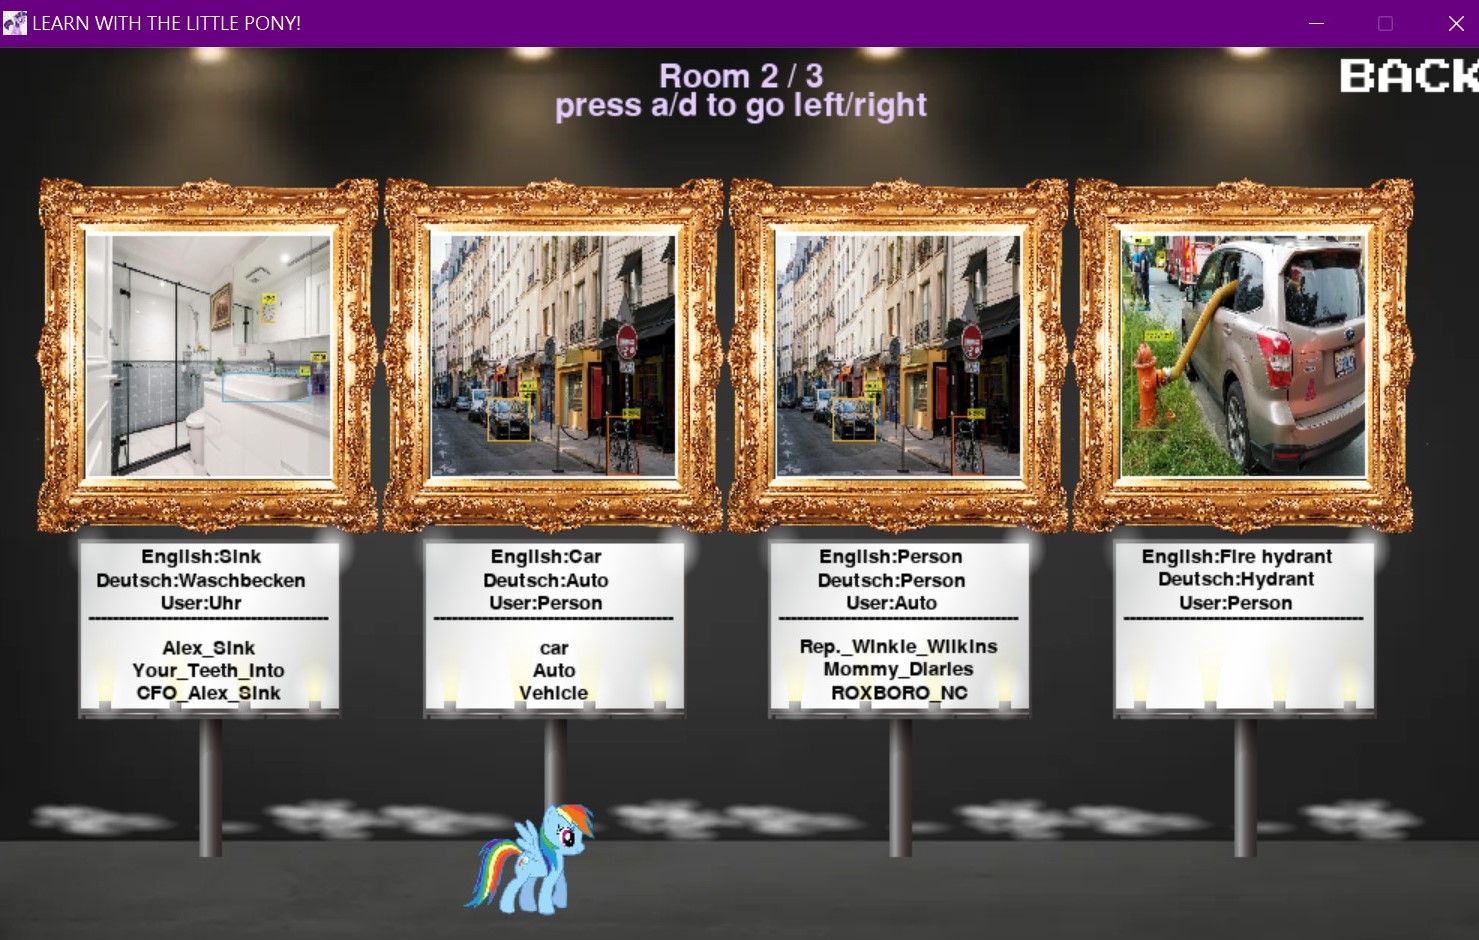 LEARN WITH THE LITTLE PONY!
Room 2 / 3
press a/d to go left/right
BACK
English:Sink
Deutsch:Waschbecken
User:Uhr
--------------------------------------------
Alex_Sink
Your_Teeth_Into
CFO_Alex_Sink
English:Car
Deutsch:Auto
User:Person
--------------------------------------------
car
Auto
Vehicle
English:Person
Deutsch:Person
User:Auto
--------------------------------------------
Rep._Winkie_Wilkins
Mommy_Diaries
ROXBORO_NC
English:Fire hydrant
Deutsch:Hydrant
User:Person
--------------------------------------------